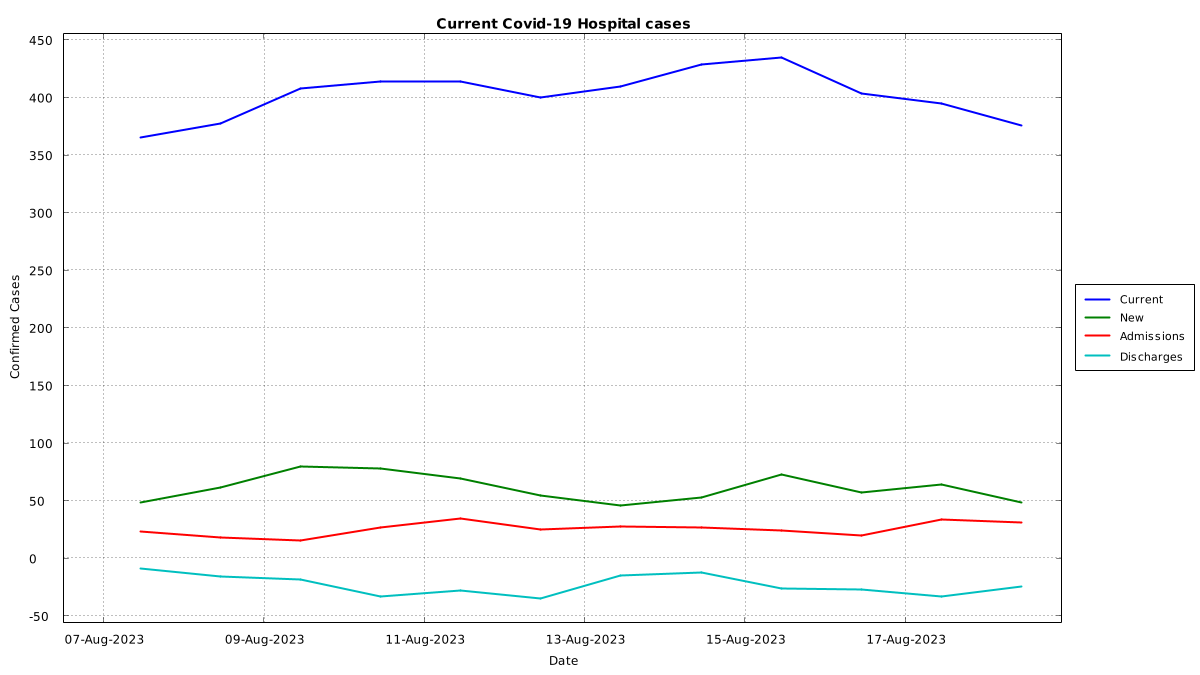 Current Covid-19 Hospital cases
450
400
350
300
250
200
150
100
50
0
-50
Confirmed Cases
07-Aug-2023
09-Aug-2023
11-Aug-2023
13-Aug-2023
15-Aug-2023
17-Aug-2023
Date
Current
New
Admissions
Discharges